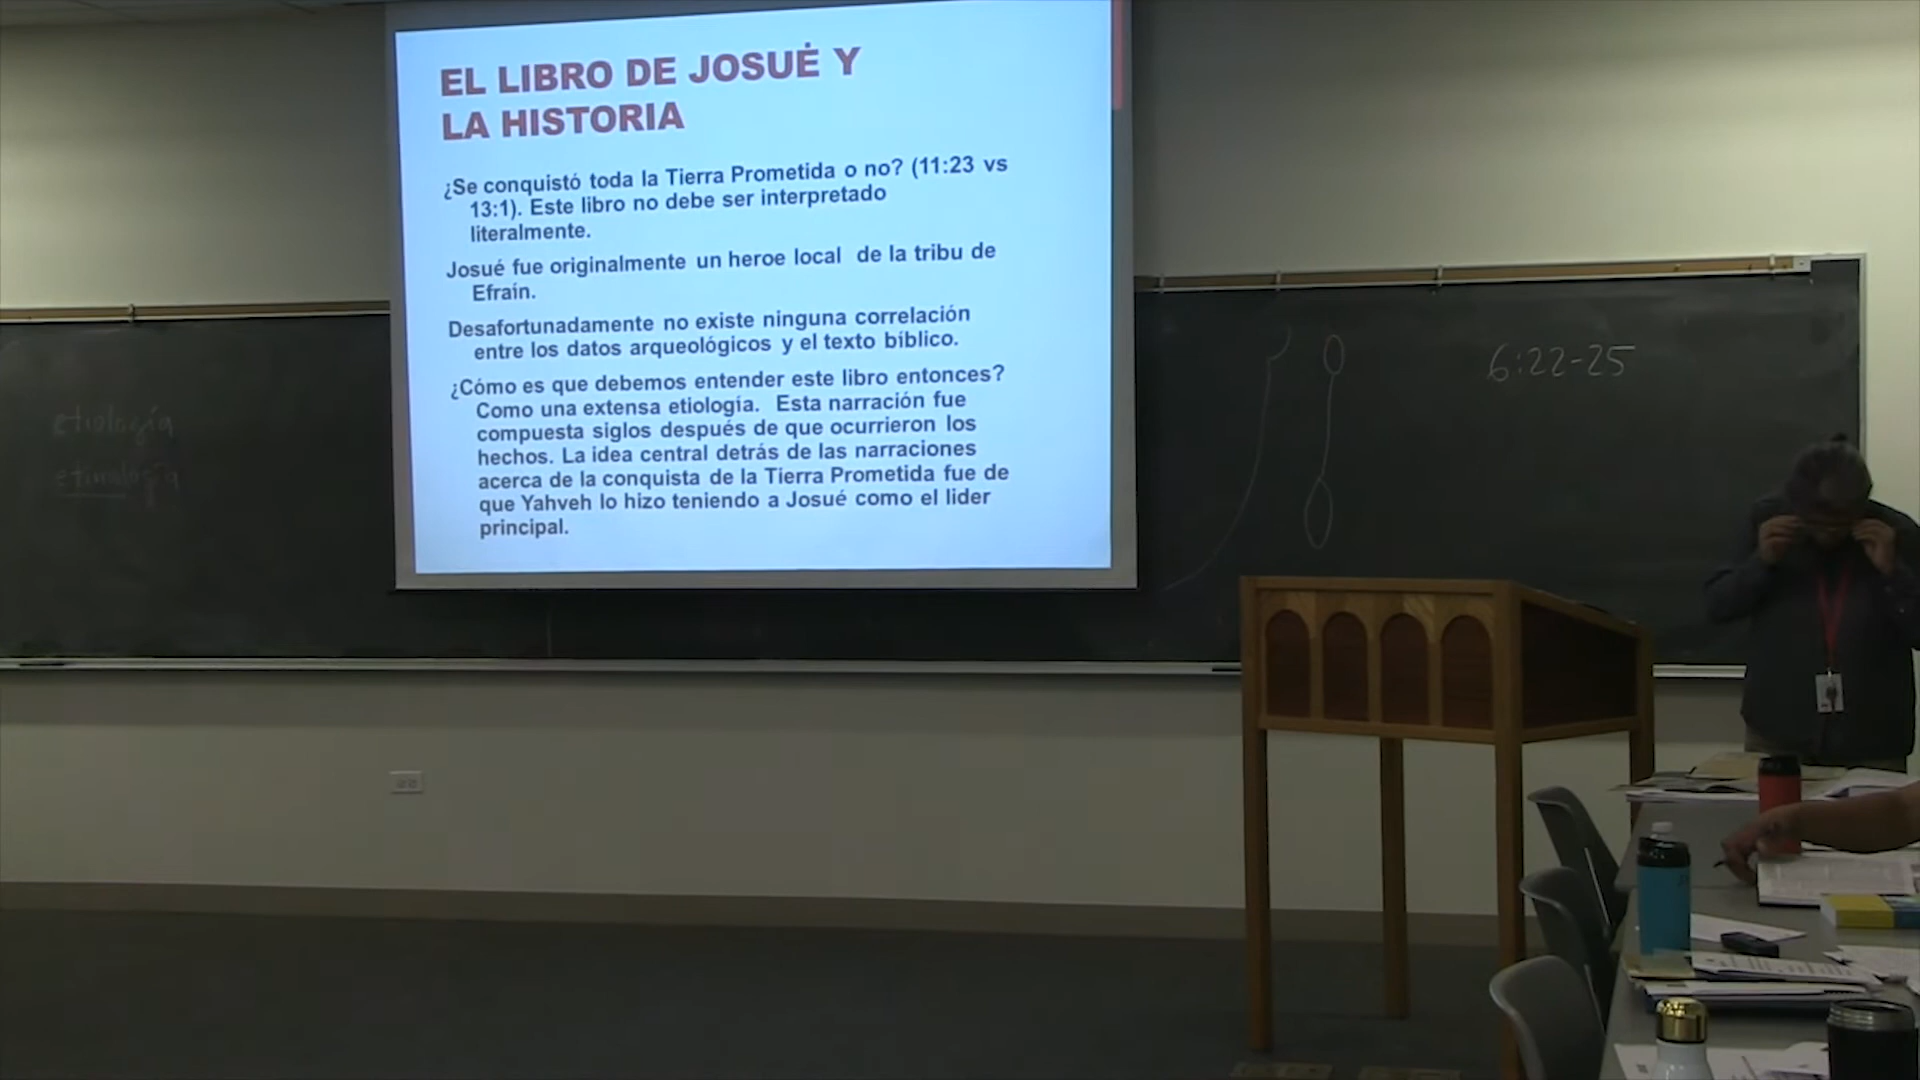 EL LIBRO DE JOSUĖ Y
LA HISTORIA
¿Se conquistó toda la Tierra Prometida o no? (11:23 vs
13:1). Este libro no debe ser interpretado
literalmente.
Josué fue originalmente un heroe local de la tribu de
Efraín.
Desafortunadamente no existe ninguna correlación
entre los datos arqueológicos y el texto bíblico.
¿Cómo es que debemos entender este libro entonces?
Como una extensa etiología. Esta narración fue
compuesta siglos después de que ocurrieron los
hechos. La idea central detrás de las narraciones
acerca de la conquista de la Tierra Prometida fue de
que Yahveh lo hizo teniendo a Josué como el lider
principal.
etiología
etimología
6:22-25